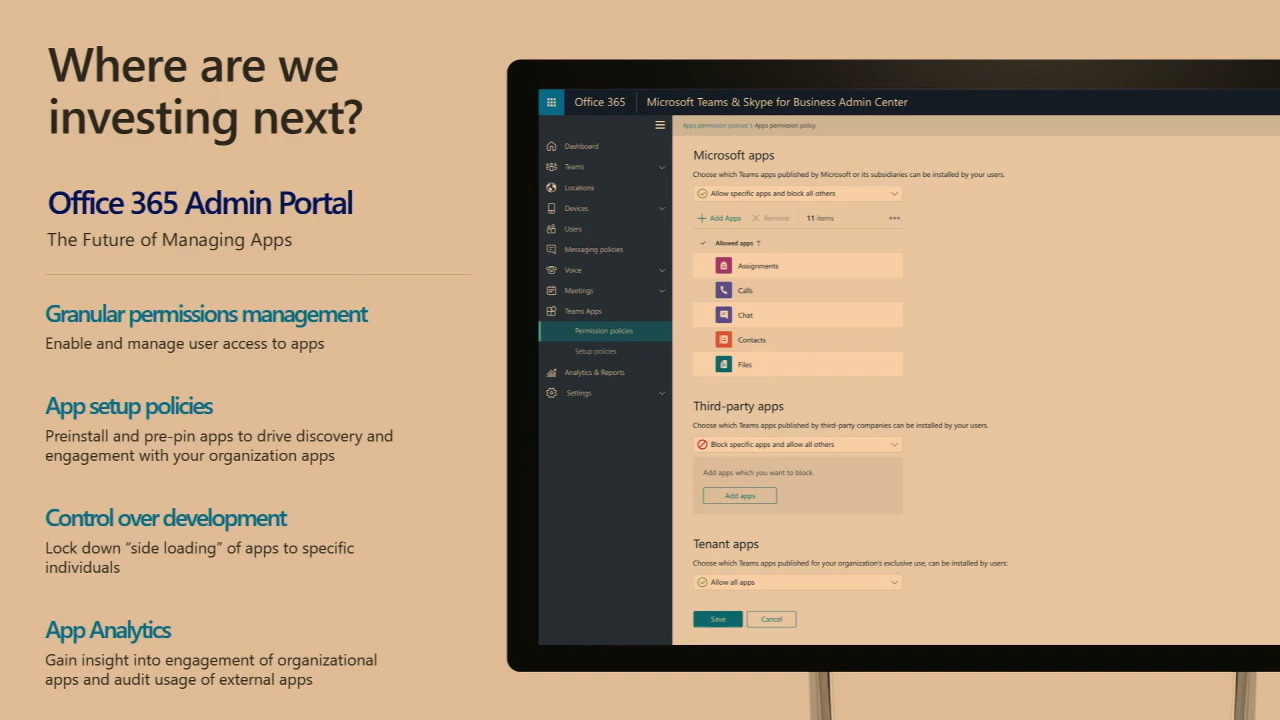 Where are we
investing next?
Office 365 Admin Portal
The Future of Managing Apps
Granular permissions management
Enable and manage user access to apps
App setup policies
Preinstall and pre-pin apps to drive discovery and
engagement with your organization apps
Control over development
Lock down “side loading” of apps to specific
individuals
App Analytics
Gain insight into engagement of organizational
apps and audit usage of external apps
Office 365 Microsoft Teams & Skype for Business Admin Center
Dashboard
Teams
Locations
Devices
Users
Messaging policies
Voice
Meetings
Teams Apps
Permission policies
Setup policies
Analytics & Reports
Settings
Apps permission policies \ Apps permission policy
Microsoft apps
Choose which Teams apps published by Microsoft or its subsidiaries can be installed by your users.
Allow specific apps and block all others
Add Apps Remove 11 items
Allowed apps
Assignments
Calls
Chat
Contacts
Files
Third-party apps
Choose which Teams apps published by third-party companies can be installed by your users.
Block specific apps and allow all others
Add apps which you want to block.
Add apps
Tenant apps
Choose which Teams apps published for your organization's exclusive use, can be installed by users:
Allow all apps
Save Cancel